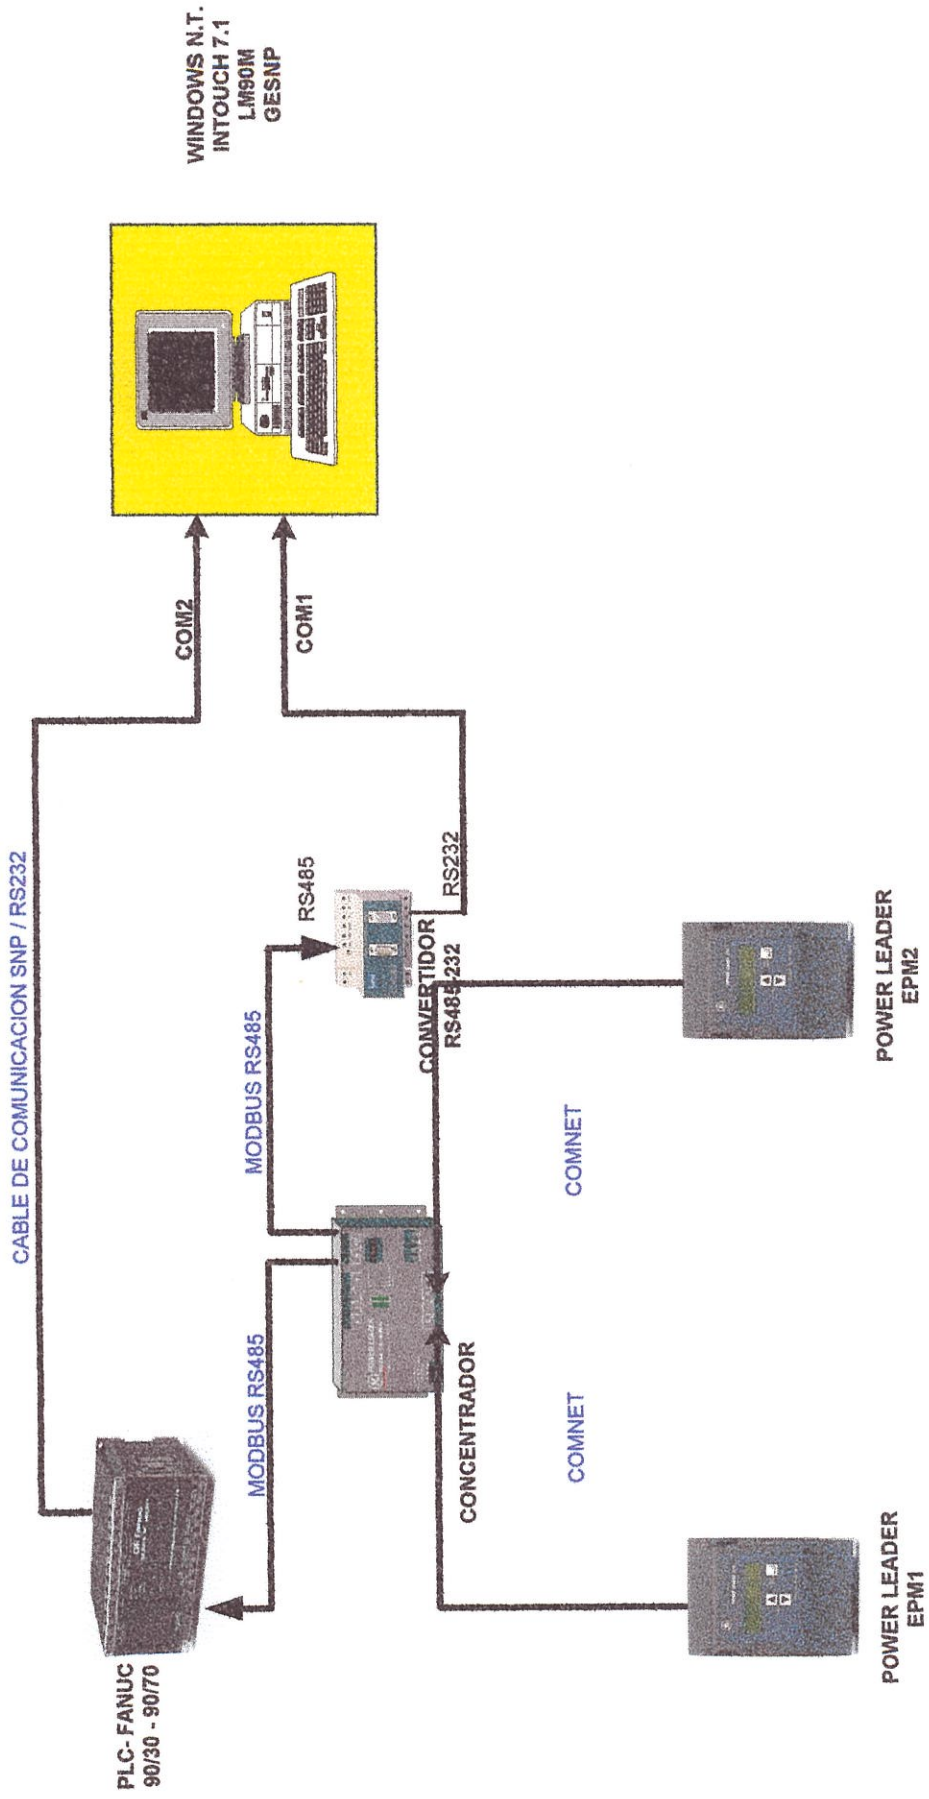 CABLE DE COMUNICACION SNP / RS232
WINDOWS N.T.
INTOUCH 7.1
LM90M
GESNP
COM2
COM1
PLC- FANUC
90/30 - 90/70
MODBUS RS485
MODBUS RS485
RS485
RS232
CONVERTIDOR
RS485-232
CONCENTRADOR
COMNET
COMNET
POWER LEADER
EPM1
POWER LEADER
EPM2